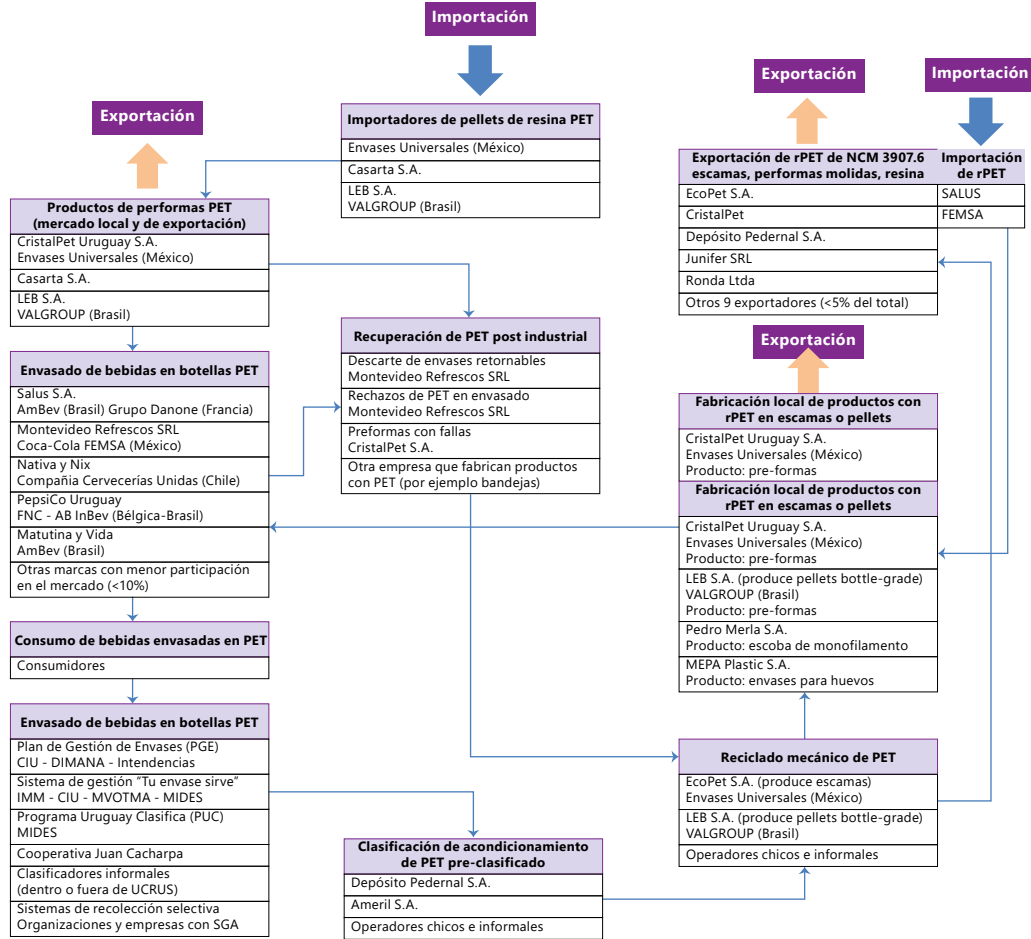 Importación
Exportación
Importadores de pellets de resina PET
Envases Universales (México)
Casarta S.A.
LEB S.A.
VALGROUP (Brasil)
Productos de performas PET
(mercado local y de exportación)
CristalPet Uruguay S.A.
Envases Universales (México)
Casarta S.A.
LEB S.A.
VALGROUP (Brasil)
Envasado de bebidas en botellas PET
Salus S.A.
AmBev (Brasil) Grupo Danone (Francia)
Montevideo Refrescos SRL
Coca-Cola FEMSA (México)
Nativa y Nix
Compañia Cervecerías Unidas (Chile)
PepsiCo Uruguay
FNC - AB InBev (Bélgica-Brasil)
Matutina y Vida
AmBev (Brasil)
Otras marcas con menor participación
en el mercado (<10%)
Consumo de bebidas envasadas en PET
Consumidores
Envasado de bebidas en botellas PET
Plan de Gestión de Envases (PGE)
CIU - DIMANA - Intendencias
Sistema de gestión “Tu envase sirve”
IMM - CIU - MVOTMA - MIDES
Programa Uruguay Clasifica (PUC)
MIDES
Cooperativa Juan Cacharpa
Clasificadores informales
(dentro o fuera de UCRUS)
Sistemas de recolección selectiva
Organizaciones y empresas con SGA
Recuperación de PET post industrial
Descarte de envases retornables
Montevideo Refrescos SRL
Rechazos de PET en envasado
Montevideo Refrescos SRL
Preformas con fallas
CristalPet S.A.
Otra empresa que fabrican productos
con PET (por ejemplo bandejas)
Clasificación de acondicionamiento
de PET pre-clasificado
Depósito Pedernal S.A.
Ameril S.A.
Operadores chicos e informales
Exportación
Importación
Exportación de rPET de NCM 3907.6
escamas, performas molidas, resina
EcoPet S.A.
CristalPet
Depósito Pedernal S.A.
Junifer SRL
Ronda Ltda
Otros 9 exportadores (<5% del total)
Importación
de rPET
SALUS
FEMSA
Exportación
Fabricación local de productos con
rPET en escamas o pellets
CristalPet Uruguay S.A.
Envases Universales (México)
Producto: pre-formas
Fabricación local de productos con
rPET en escamas o pellets
CristalPet Uruguay S.A.
Envases Universales (México)
Producto: pre-formas
LEB S.A. (produce pellets bottle-grade)
VALGROUP (Brasil)
Producto: pre-formas
Pedro Merla S.A.
Producto: escoba de monofilamento
MEPA Plastic S.A.
Producto: envases para huevos
Reciclado mecánico de PET
EcoPet S.A. (produce escamas)
Envases Universales (México)
LEB S.A. (produce pellets bottle-grade)
VALGROUP (Brasil)
Operadores chicos e informales